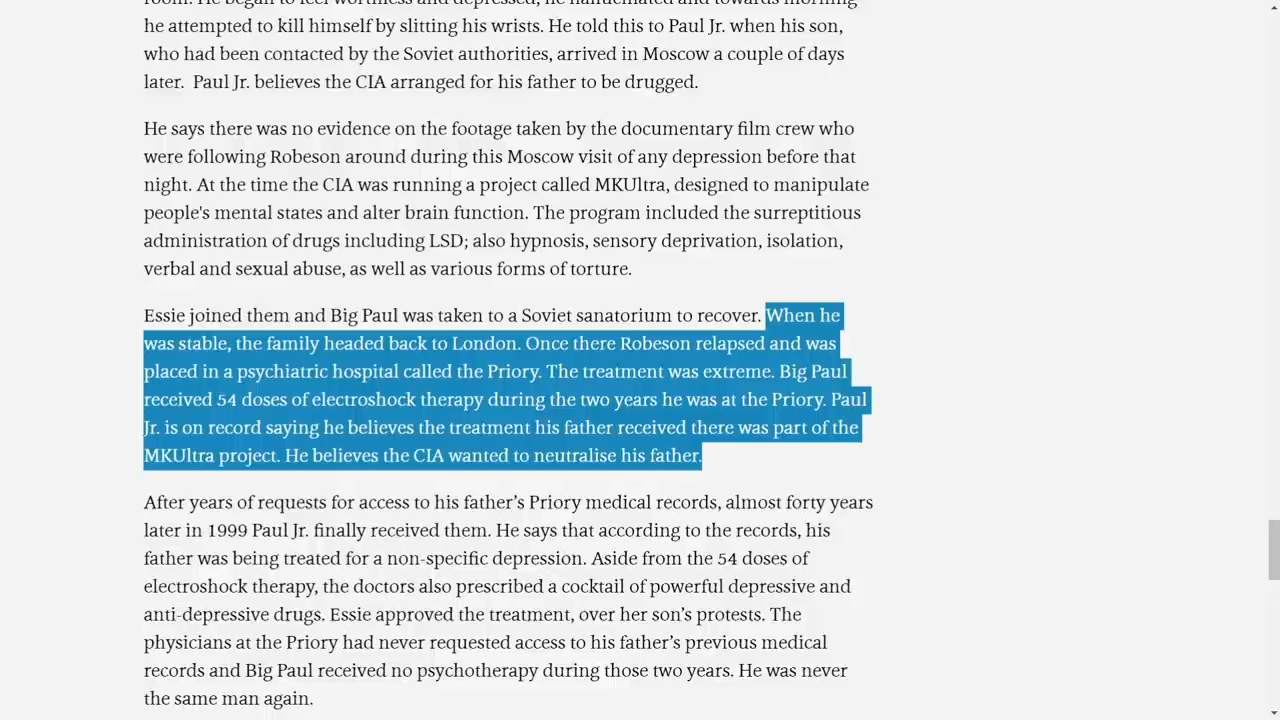 room. He began to feel worthless and depressed, he hallucinated and towards morning
he attempted to kill himself by slitting his wrists. He told this to Paul Jr. when his son,
who had been contacted by the Soviet authorities, arrived in Moscow a couple of days
later.  Paul Jr. believes the CIA arranged for his father to be drugged.
He says there was no evidence on the footage taken by the documentary film crew who
were following Robeson around during this Moscow visit of any depression before that
night. At the time the CIA was running a project called MKUltra, designed to manipulate
people's mental states and alter brain function. The program included the surreptitious
administration of drugs including LSD; also hypnosis, sensory deprivation, isolation,
verbal and sexual abuse, as well as various forms of torture.
Essie joined them and Big Paul was taken to a Soviet sanatorium to recover. When he
was stable, the family headed back to London. Once there Robeson relapsed and was
placed in a psychiatric hospital called the Priory. The treatment was extreme. Big Paul
received 54 doses of electroshock therapy during the two years he was at the Priory. Paul
Jr. is on record saying he believes the treatment his father received there was part of the
MKUltra project. He believes the CIA wanted to neutralise his father.
After years of requests for access to his father’s Priory medical records, almost forty years
later in 1999 Paul Jr. finally received them. He says that according to the records, his
father was being treated for a non-specific depression. Aside from the 54 doses of
electroshock therapy, the doctors also prescribed a cocktail of powerful depressive and
anti-depressive drugs. Essie approved the treatment, over her son’s protests. The
physicians at the Priory had never requested access to his father’s previous medical
records and Big Paul received no psychotherapy during those two years. He was never
the same man again.